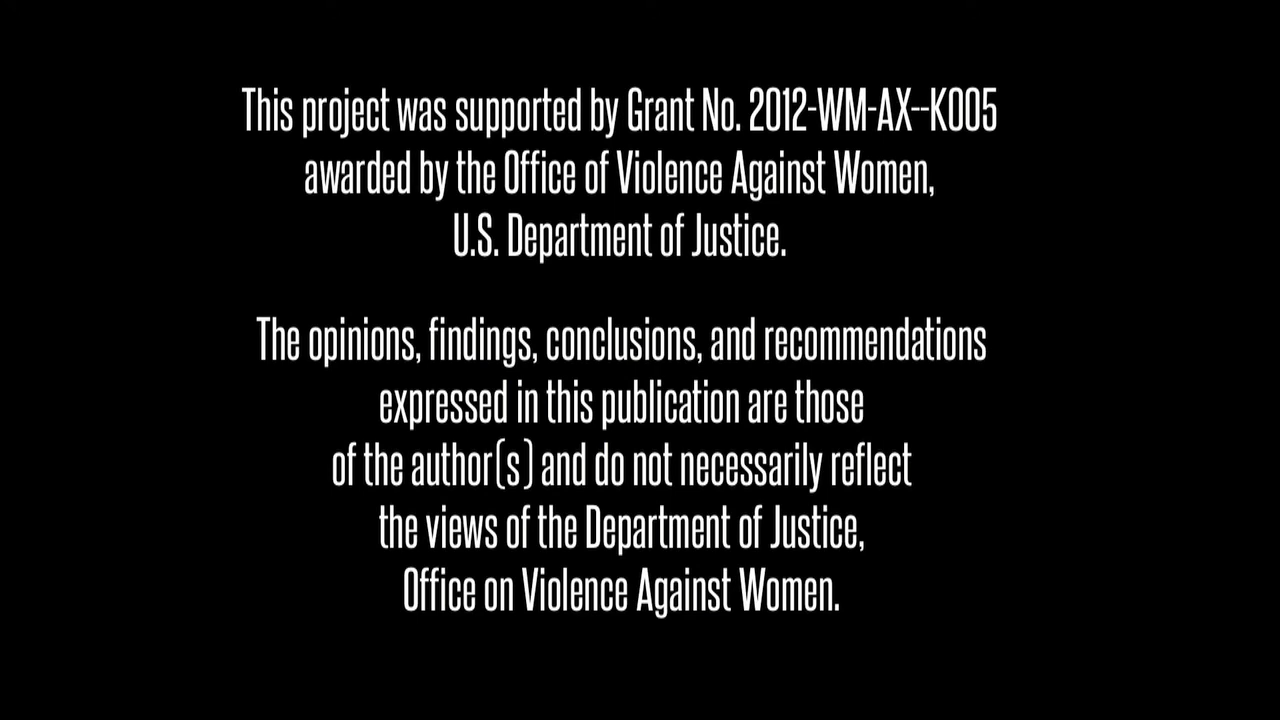 This project was supported by Grant No. 2012-WM-AX--K005
awarded by the Office of Violence Against Women,
U.S. Department of Justice.
The opinions, findings, conclusions, and recommendations
expressed in this publication are those
of the author(s) and do not necessarily reflect
the views of the Department of Justice,
Office on Violence Against Women.